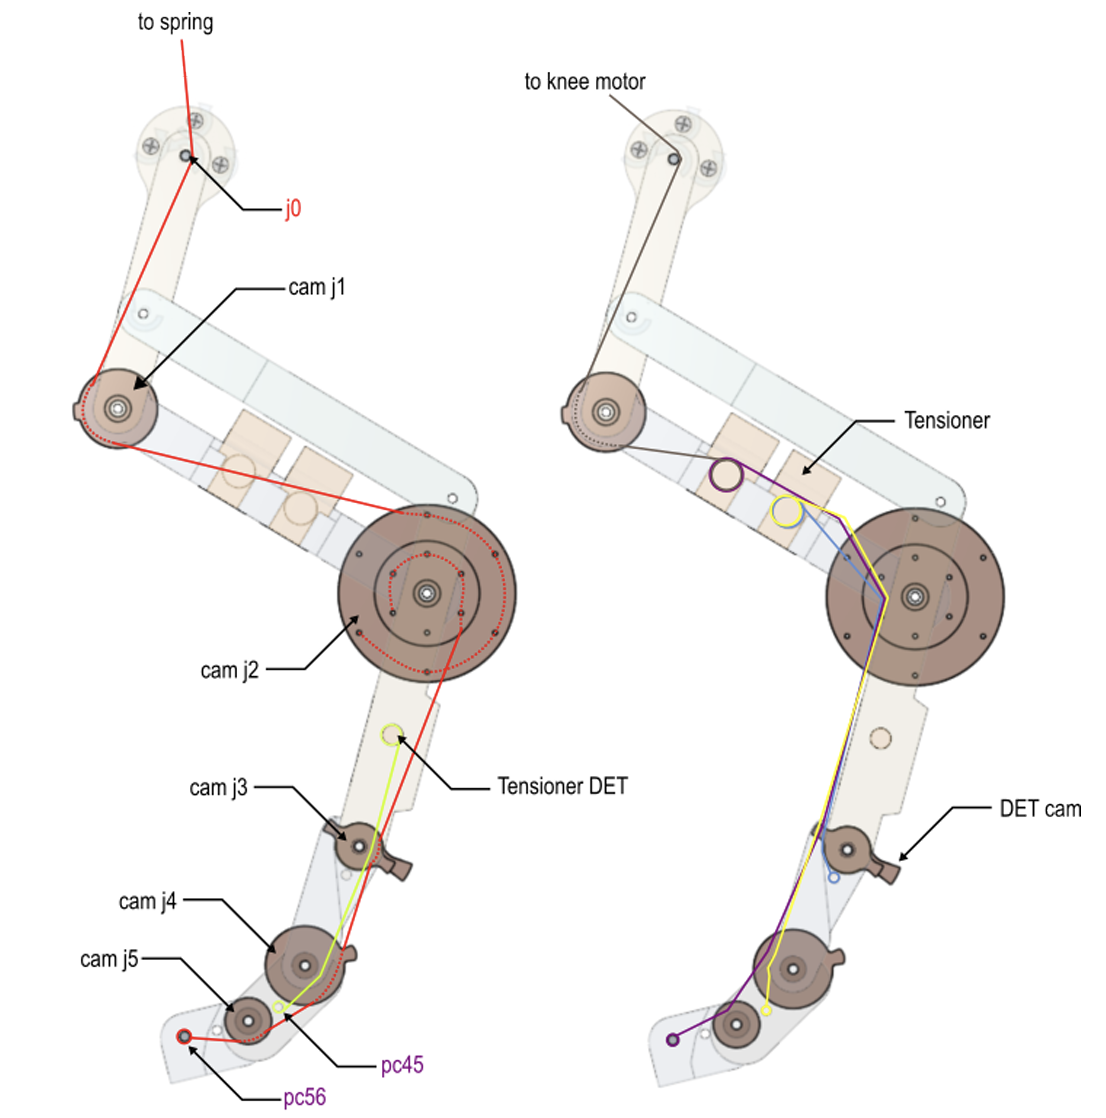 to spring
to knee motor
j0
cam j1
Tensioner
cam j2
Tensioner DET
cam j3
DET cam
cam j4
cam j5
pc45
pc56